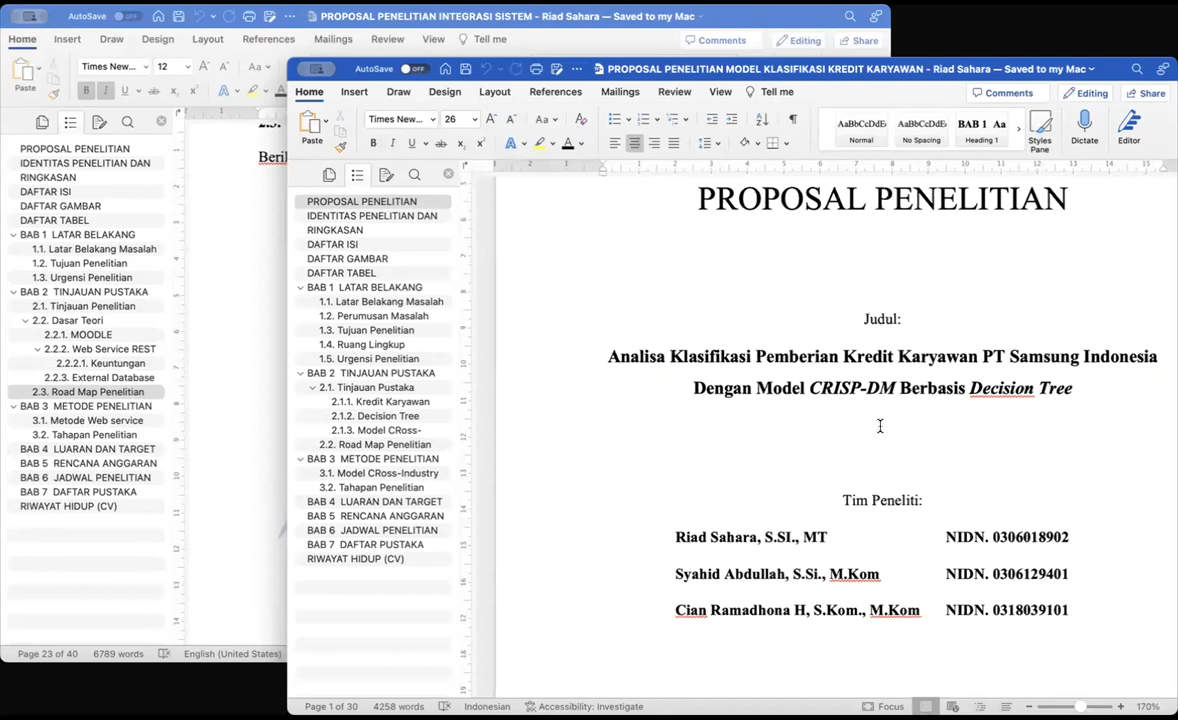 AutoSave OFF PROPOSAL PENELITIAN INTEGRASI SISTEM - Riad Sahara — Saved to my Mac
Home Insert Draw Design Layout References Mailings Review View Tell me Comments Editing Share
Paste Times New... 12 Aa
B I U ab x x A
PROPOSAL PENELITIAN
IDENTITAS PENELITIAN DAN
RINGKASAN
DAFTAR ISI
DAFTAR GAMBAR
DAFTAR TABEL
BAB 1 LATAR BELAKANG
1.1. Latar Belakang Masalah
1.2. Tujuan Penelitian
1.3. Urgensi Penelitian
BAB 2 TINJAUAN PUSTAKA
2.1. Tinjauan Penelitian
2.2. Dasar Teori
2.2.1. MOODLE
2.2.2. Web Service REST
2.2.2.1. Keuntungan
2.2.3. External Database
2.3. Road Map Penelitian
BAB 3 METODE PENELITIAN
3.1. Metode Web service
3.2. Tahapan Penelitian
BAB 4 LUARAN DAN TARGET
BAB 5 RENCANA ANGGARAN
BAB 6 JADWAL PENELITIAN
BAB 7 DAFTAR PUSTAKA
RIWAYAT HIDUP (CV)
Page 23 of 40 6789 words English (United States)
AutoSave OFF PROPOSAL PENELITIAN MODEL KLASIFIKASI KREDIT KARYAWAN - Riad Sahara — Saved to my Mac
Home Insert Draw Design Layout References Mailings Review View Tell me Comments Editing Share
Paste Times New... 26 Aa
B I U ab x x A A
AaBbCcDdE AaBbCcDdE BAB 1 Aa
Normal No Spacing Heading 1 Styles Pane Dictate Editor
PROPOSAL PENELITIAN
IDENTITAS PENELITIAN DAN
RINGKASAN
DAFTAR ISI
DAFTAR GAMBAR
DAFTAR TABEL
BAB 1 LATAR BELAKANG
1.1. Latar Belakang Masalah
1.2. Perumusan Masalah
1.3. Tujuan Penelitian
1.4. Ruang Lingkup
1.5. Urgensi Penelitian
BAB 2 TINJAUAN PUSTAKA
2.1. Tinjauan Pustaka
2.1.1. Kredit Karyawan
2.1.2. Decision Tree
2.1.3. Model CRoss-
2.2. Road Map Penelitian
BAB 3 METODE PENELITIAN
3.1. Model CRoss-Industry
3.2. Tahapan Penelitian
BAB 4 LUARAN DAN TARGET
BAB 5 RENCANA ANGGARAN
BAB 6 JADWAL PENELITIAN
BAB 7 DAFTAR PUSTAKA
RIWAYAT HIDUP (CV)
PROPOSAL PENELITIAN
Judul:
Analisa Klasifikasi Pemberian Kredit Karyawan PT Samsung Indonesia
Dengan Model CRISP-DM Berbasis Decision Tree
Tim Peneliti:
Riad Sahara, S.SI., MT NIDN. 0306018902
Syahid Abdullah, S.Si., M.Kom NIDN. 0306129401
Cian Ramadhona H, S.Kom., M.Kom NIDN. 0318039101
Page 1 of 30 4258 words Indonesian Accessibility: Investigate Focus 170%